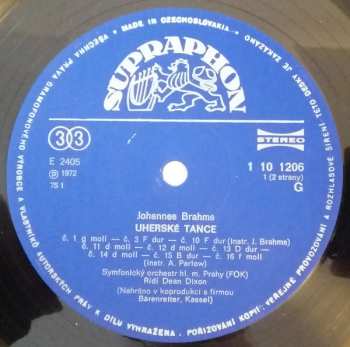 MADE IN CZECHOSLOVAKIA • VŠECHNA PRÁVA GRAMOFONOVÉHO VÝROBCE A VLASTNÍKŮ AUTORSKÝCH PRÁV K DÍLU VYHRAŽENA. POŘIZOVÁNÍ KOPIÍ, VEREJNÉ PROVOZOVÁNÍ A ROZHLASOVÉ ŠÍŘENÍ TÉTO DESKY JE ZAKÁZÁNO
SUPRAPHON
33
STEREO
E 2405
1 10 1206
Ⓟ 1972
1 (2 strany)
75 1
G
Johannes Brahms
UHERSKÉ TANCE
č. 1 g moll — č. 3 F dur — č. 10 F dur (Instr. J. Brahms)
č. 11 d moll — č. 12 d moll — č. 13 D dur —
č. 14 d moll — č. 15 B dur — č. 16 f moll
(Instr. A. Parlow)
Symfonický orchestr hl. m. Prahy (FOK)
Řídí Dean Dixon
(Nahráno v koprodukci s firmou
Bärenreiter, Kassel)